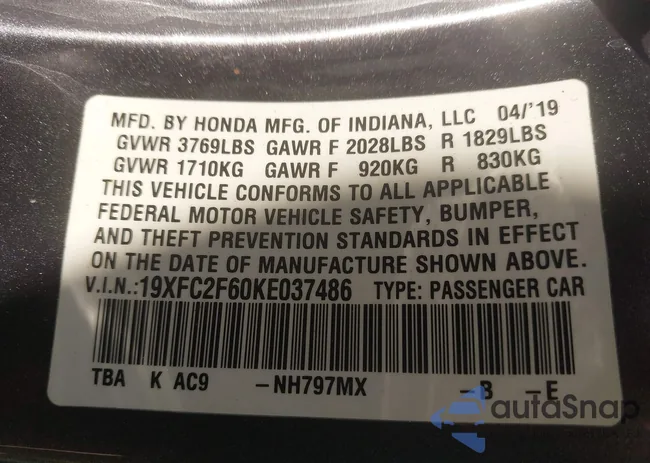 MFD. BY HONDA MFG. OF INDIANA, LLC 04/'19
GVWR 3769LBS GAWR F 2028LBS R 1829LBS
GVWR 1710KG GAWR F 920KG R 830KG
THIS VEHICLE CONFORMS TO ALL APPLICABLE
FEDERAL MOTOR VEHICLE SAFETY, BUMPER,
AND THEFT PREVENTION STANDARDS IN EFFECT
ON THE DATE OF MANUFACTURE SHOWN ABOVE.
V.I.N.:19XFC2F60KE037486 TYPE: PASSENGER CAR
TBA K AC9 -NH797MX -B -E
autoSnap